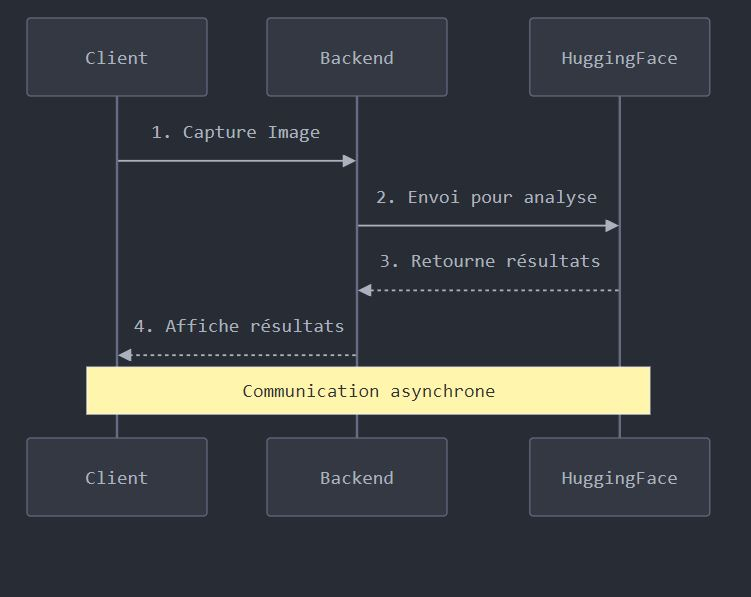 Client
Backend
HuggingFace
1. Capture Image
2. Envoi pour analyse
3. Retourne résultats
4. Affiche résultats
Communication asynchrone
Client
Backend
HuggingFace